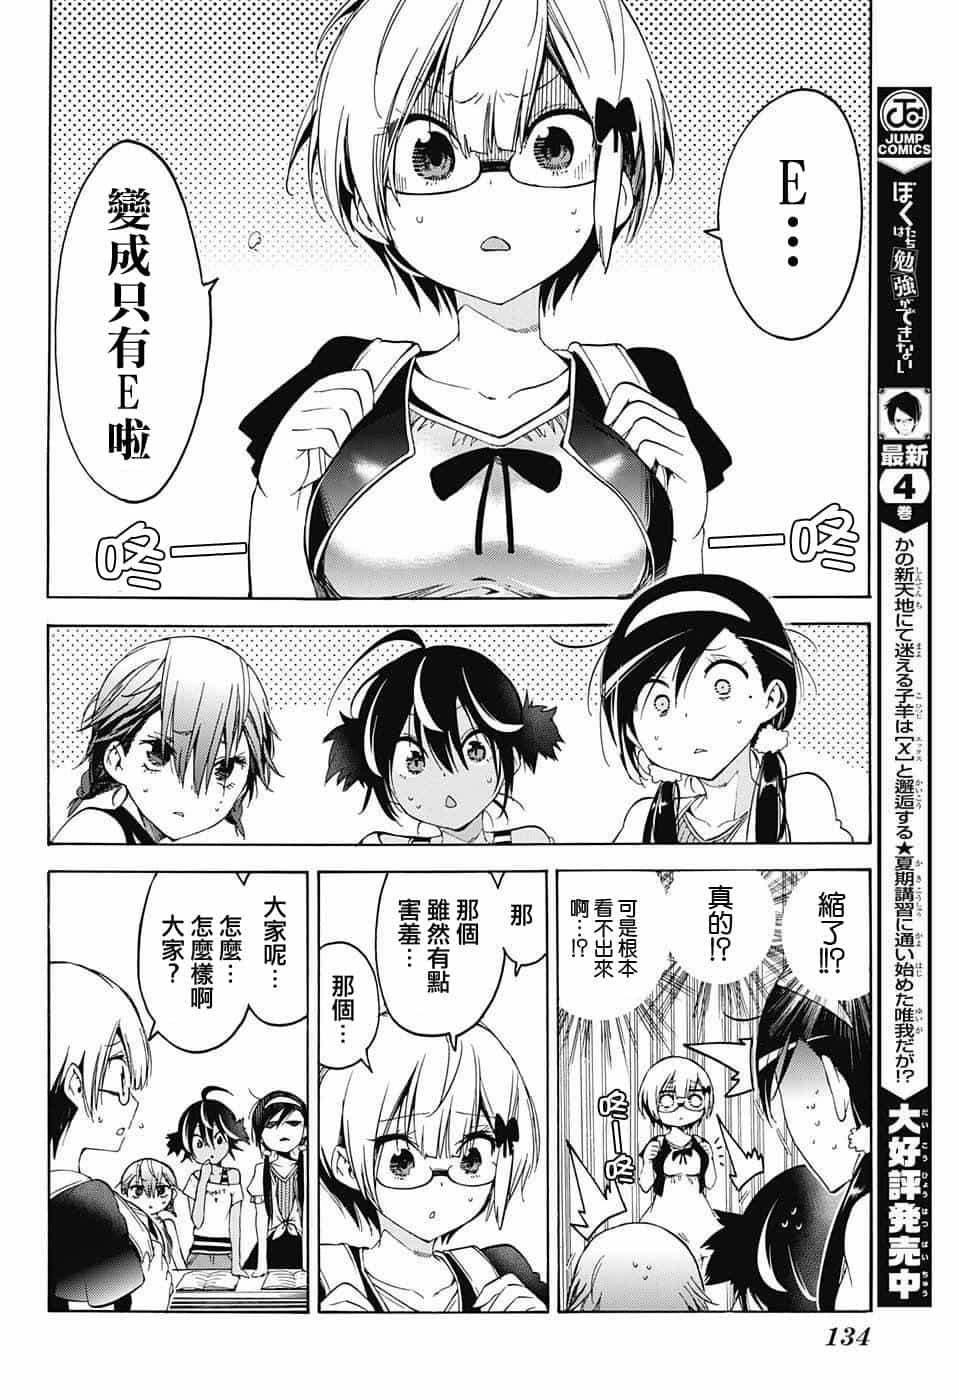 E…
變成只有E啦
咚——
咚——
縮了!!?
真的!?
可是根本
看不出來
啊…!?
咚——咚
那
那個
雖然有點
害羞…
那個…
大家呢…
怎麼…
怎麼樣啊
大家?
JUMP
COMICS
ぼくたちは勉強ができない
最新
4
巻
かの新天地にて迷える子羊は[x]と邂逅する★夏期講習に通い始めた唯我だが!?
大好評発売中
134